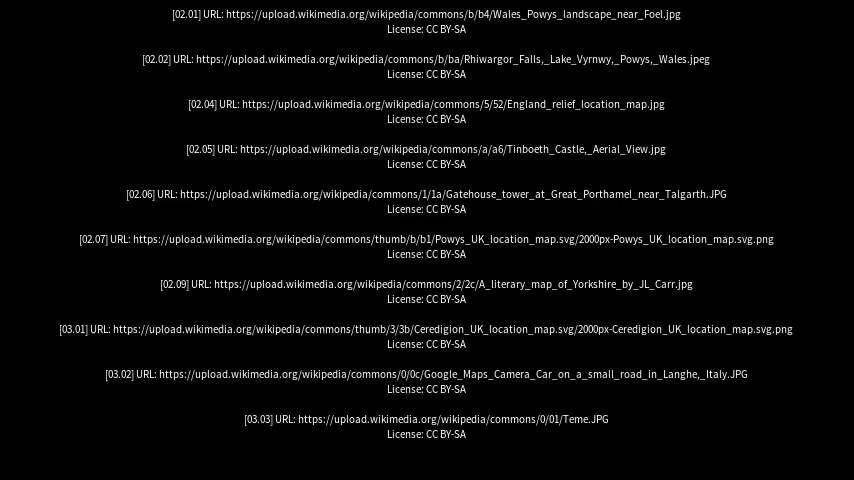 [02.01] URL: https://upload.wikimedia.org/wikipedia/commons/b/b4/Wales_Powys_landscape_near_Foel.jpg
License: CC BY-SA
[02.02] URL: https://upload.wikimedia.org/wikipedia/commons/b/ba/Rhiwargor_Falls,_Lake_Vyrnwy,_Powys,_Wales.jpeg
License: CC BY-SA
[02.04] URL: https://upload.wikimedia.org/wikipedia/commons/5/52/England_relief_location_map.jpg
License: CC BY-SA
[02.05] URL: https://upload.wikimedia.org/wikipedia/commons/a/a6/Tinboeth_Castle,_Aerial_View.jpg
License: CC BY-SA
[02.06] URL: https://upload.wikimedia.org/wikipedia/commons/1/1a/Gatehouse_tower_at_Great_Porthamel_near_Talgarth.JPG
License: CC BY-SA
[02.07] URL: https://upload.wikimedia.org/wikipedia/commons/thumb/b/b1/Powys_UK_location_map.svg/2000px-Powys_UK_location_map.svg.png
License: CC BY-SA
[02.09] URL: https://upload.wikimedia.org/wikipedia/commons/2/2c/A_literary_map_of_Yorkshire_by_JL_Carr.jpg
License: CC BY-SA
[03.01] URL: https://upload.wikimedia.org/wikipedia/commons/thumb/3/3b/Ceredigion_UK_location_map.svg/2000px-Ceredigion_UK_location_map.svg.png
License: CC BY-SA
[03.02] URL: https://upload.wikimedia.org/wikipedia/commons/0/0c/Google_Maps_Camera_Car_on_a_small_road_in_Langhe,_Italy.JPG
License: CC BY-SA
[03.03] URL: https://upload.wikimedia.org/wikipedia/commons/0/01/Teme.JPG
License: CC BY-SA